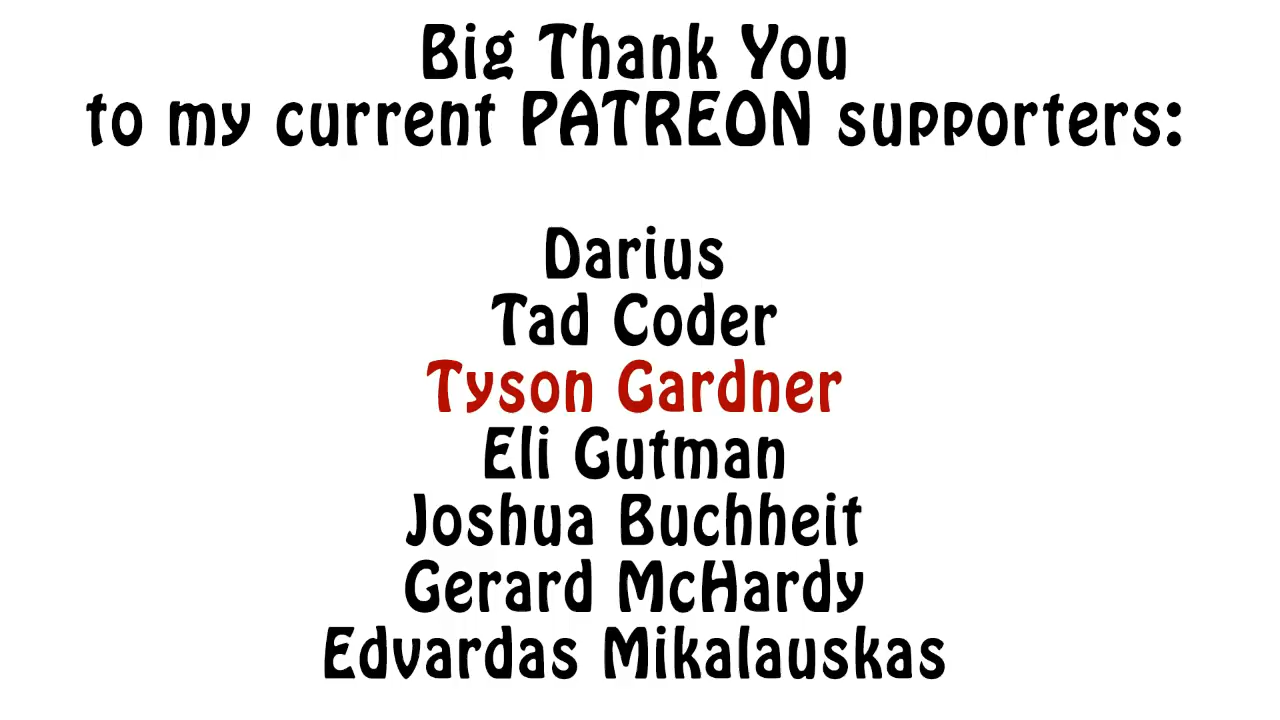 Big Thank You
to my current PATREON supporters:
Darius
Tad Coder
Tyson Gardner
Eli Gutman
Joshua Buchheit
Gerard McHardy
Edvardas Mikalauskas